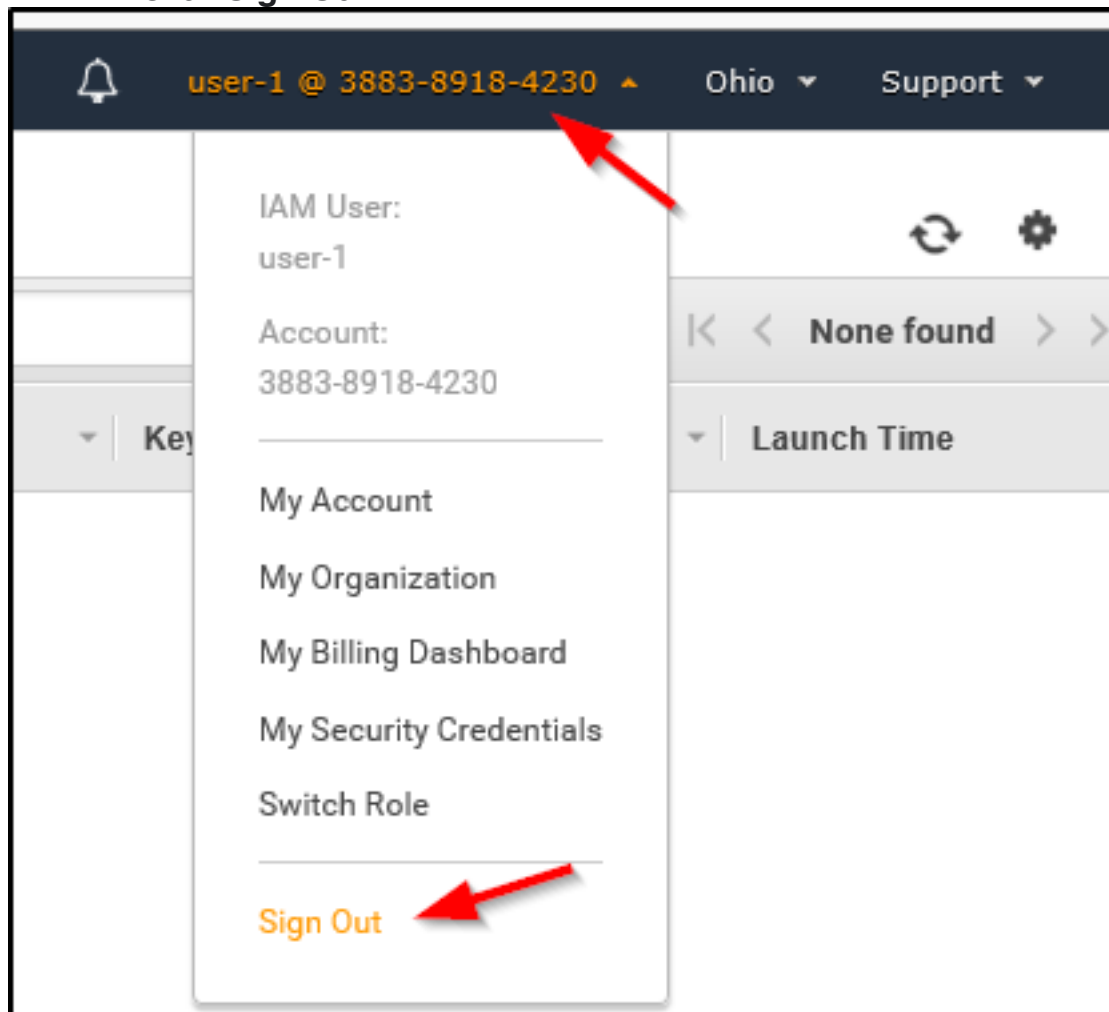 user-1 @ 3883-8918-4230 Ohio Support
IAM User:
user-1
Account:
3883-8918-4230
None found
Key
Launch Time
My Account
My Organization
My Billing Dashboard
My Security Credentials
Switch Role
Sign Out